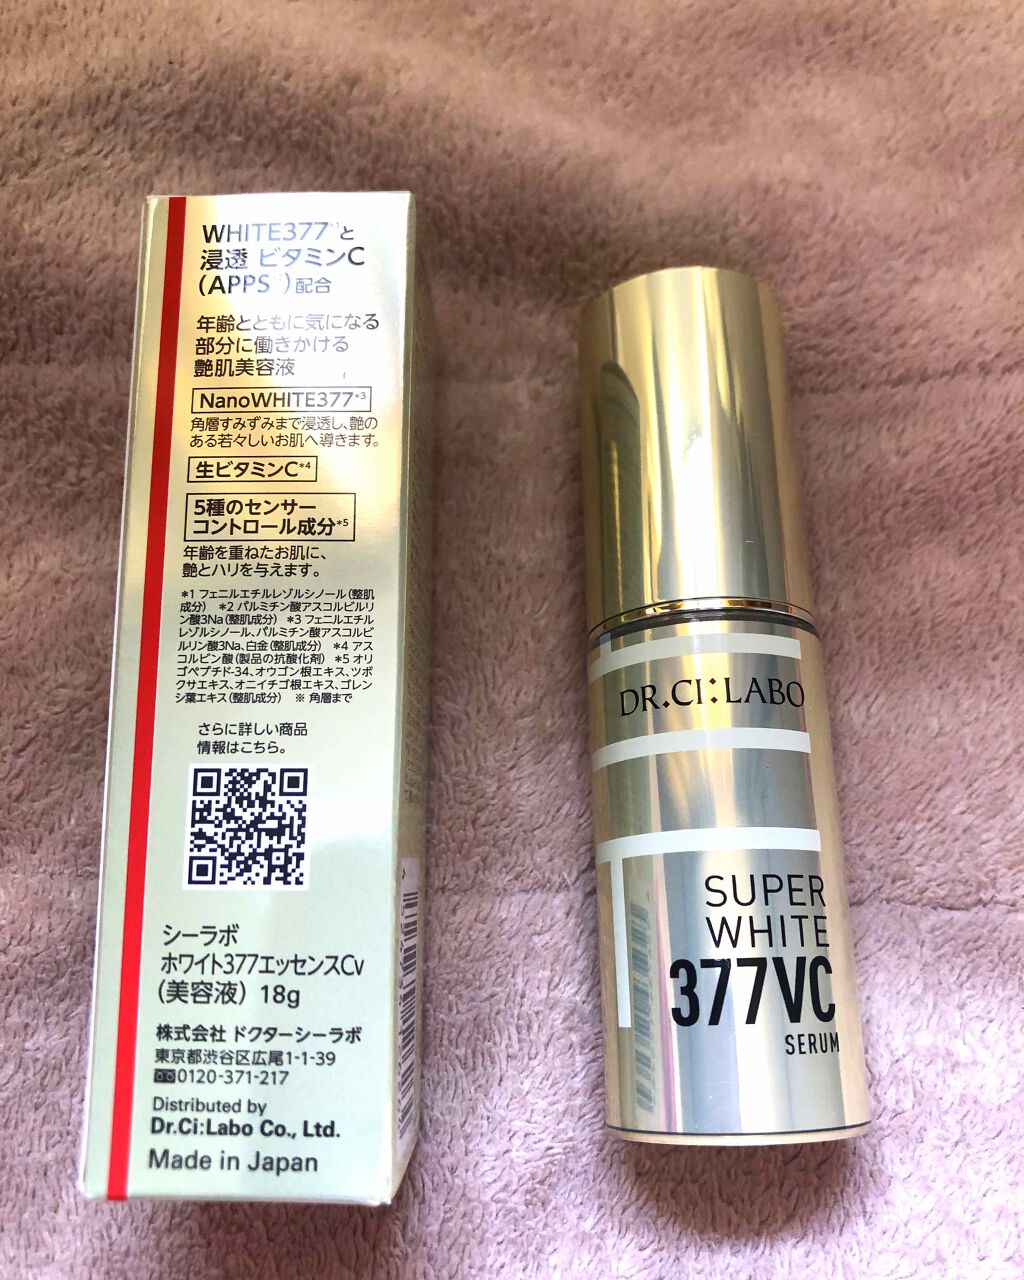 WHITE377*1と
浸透 ビタミンC
(APPS*2)配合
年齢とともに気になる
部分に働きかける
艶肌美容液
NanoWHITE377*3
角層すみずみまで浸透し、艶の
ある若々しいお肌へ導きます。
生ビタミンC*4
5種のセンサー
コントロール成分*5
年齢を重ねたお肌に、
艶とハリを与えます。
*1 フェニルエチルレゾルシノール(整肌
成分) *2 パルミチン酸アスコルビルリ
ン酸3Na(整肌成分) *3 フェニルエチル
レゾルシノール、パルミチン酸アスコルビ
ルリン酸3Na、白金(整肌成分) *4 アス
コルビン酸(製品の抗酸化剤) *5 オリ
ゴペプチド-34、オウゴン根エキス、ツボ
クサエキス、オニイチゴ根エキス、ゴレン
シ葉エキス(整肌成分) ※ 角層まで
さらに詳しい商品
情報はこちら。
シーラボ
ホワイト377エッセンスCv
(美容液) 18g
株式会社 ドクターシーラボ
東京都渋谷区広尾1-1-39
0120-371-217
Distributed by
Dr.Ci:Labo Co., Ltd.
Made in Japan
DR.CI:LABO
SUPER
WHITE
377VC
SERUM